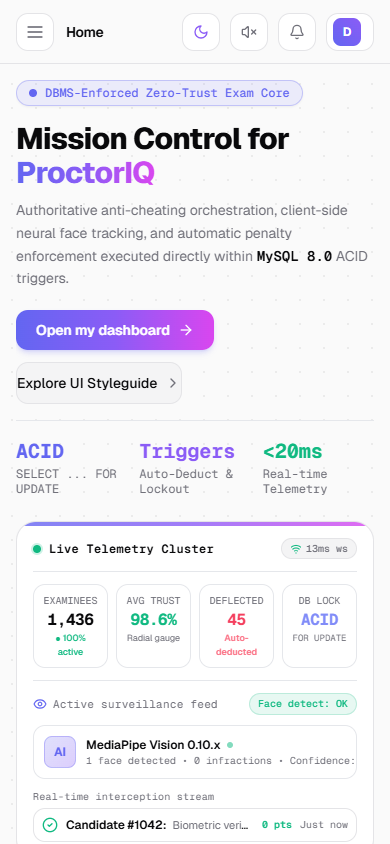 Home
D
DBMS-Enforced Zero-Trust Exam Core
Mission Control for
ProctorIQ
Authoritative anti-cheating orchestration, client-side
neural face tracking, and automatic penalty
enforcement executed directly within MySQL 8.0 ACID
triggers.
Open my dashboard
Explore UI Styleguide
ACID
SELECT ... FOR
UPDATE
Triggers
Auto-Deduct &
Lockout
<20ms
Real-time
Telemetry
Live Telemetry Cluster
13ms ws
EXAMINEES
1,436
100%
active
AVG TRUST
98.6%
Radial gauge
DEFLECTED
45
Auto-
deducted
DB LOCK
ACID
FOR UPDATE
Active surveillance feed
Face detect: OK
AI
MediaPipe Vision 0.10.x
1 face detected • 0 infractions • Confidence:
Real-time interception stream
Candidate #1042: Biometric veri… 0 pts Just now